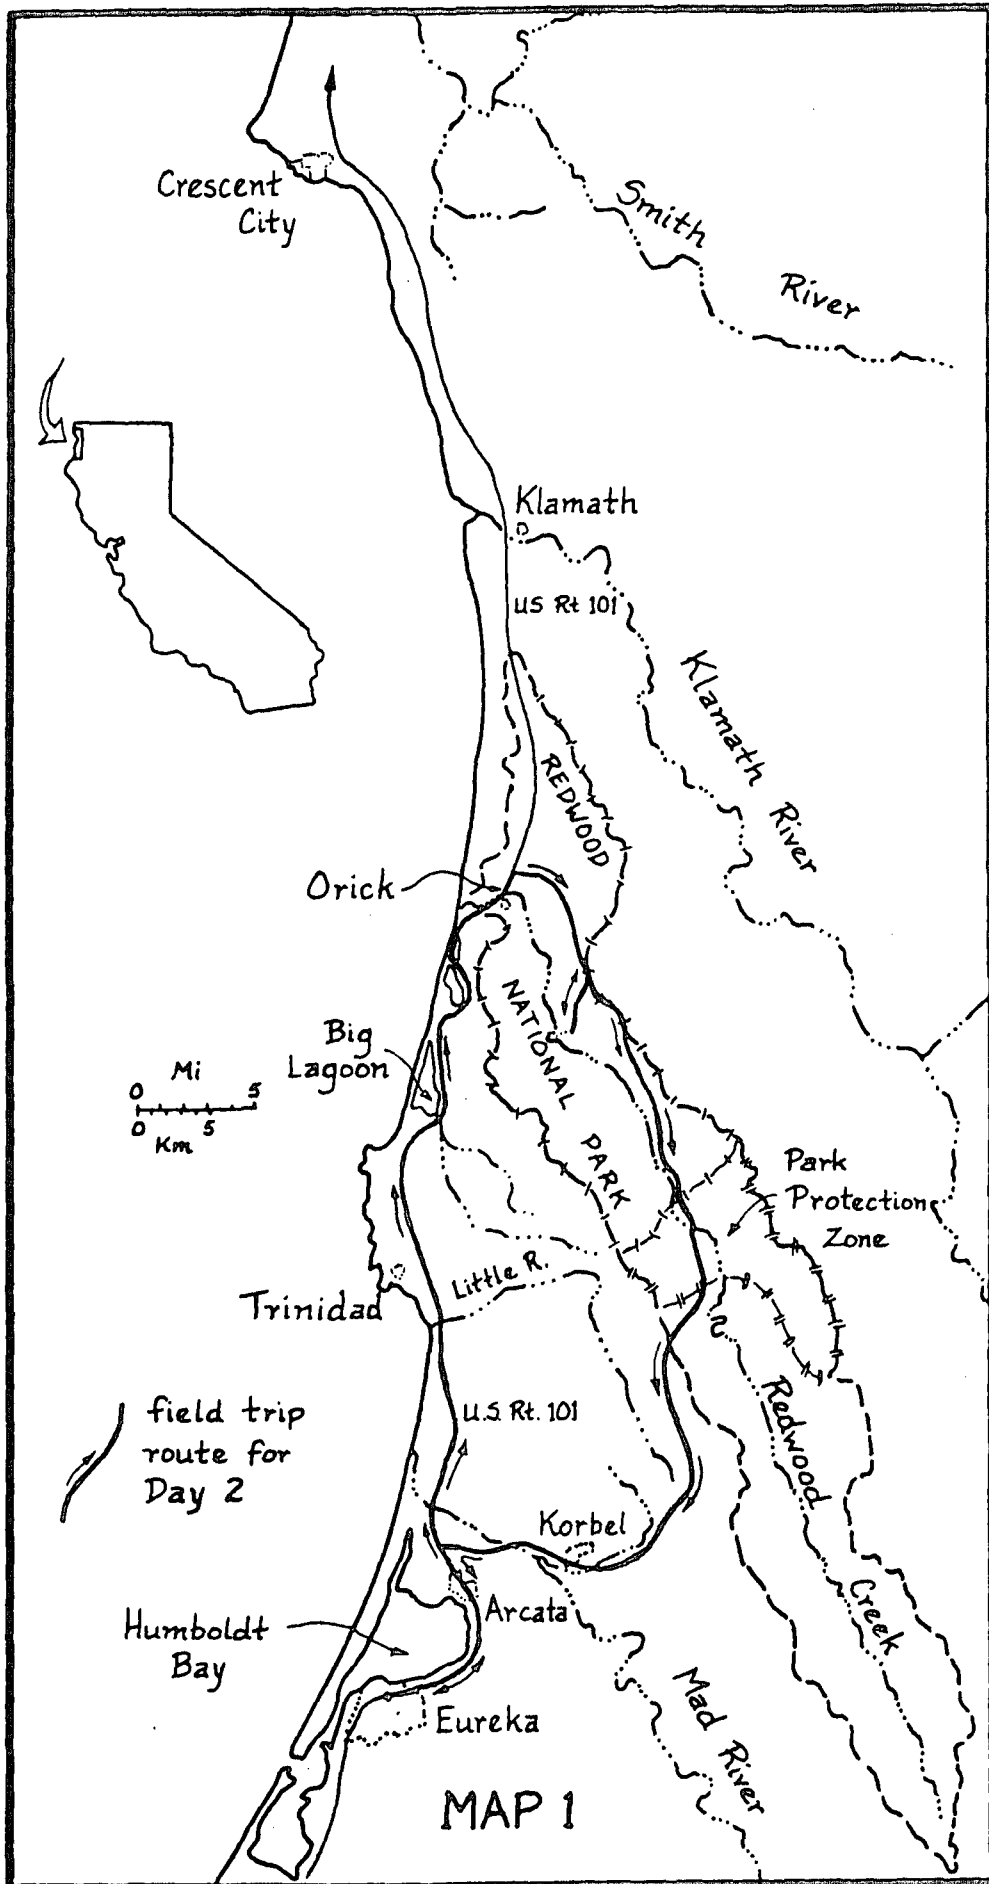 Crescent
City
Smith
River
Klamath
US Rt 101
Klamath River
REDWOOD
Orick
NATIONAL
PARK
Big
Lagoon
Mi
0 5
0 5
Km
Park
Protection
Zone
Little R.
Trinidad
field trip
route for
Day 2
U.S. Rt. 101
Redwood
Creek
Korbel
Arcata
Humboldt
Bay
Eureka
Mad River
MAP 1